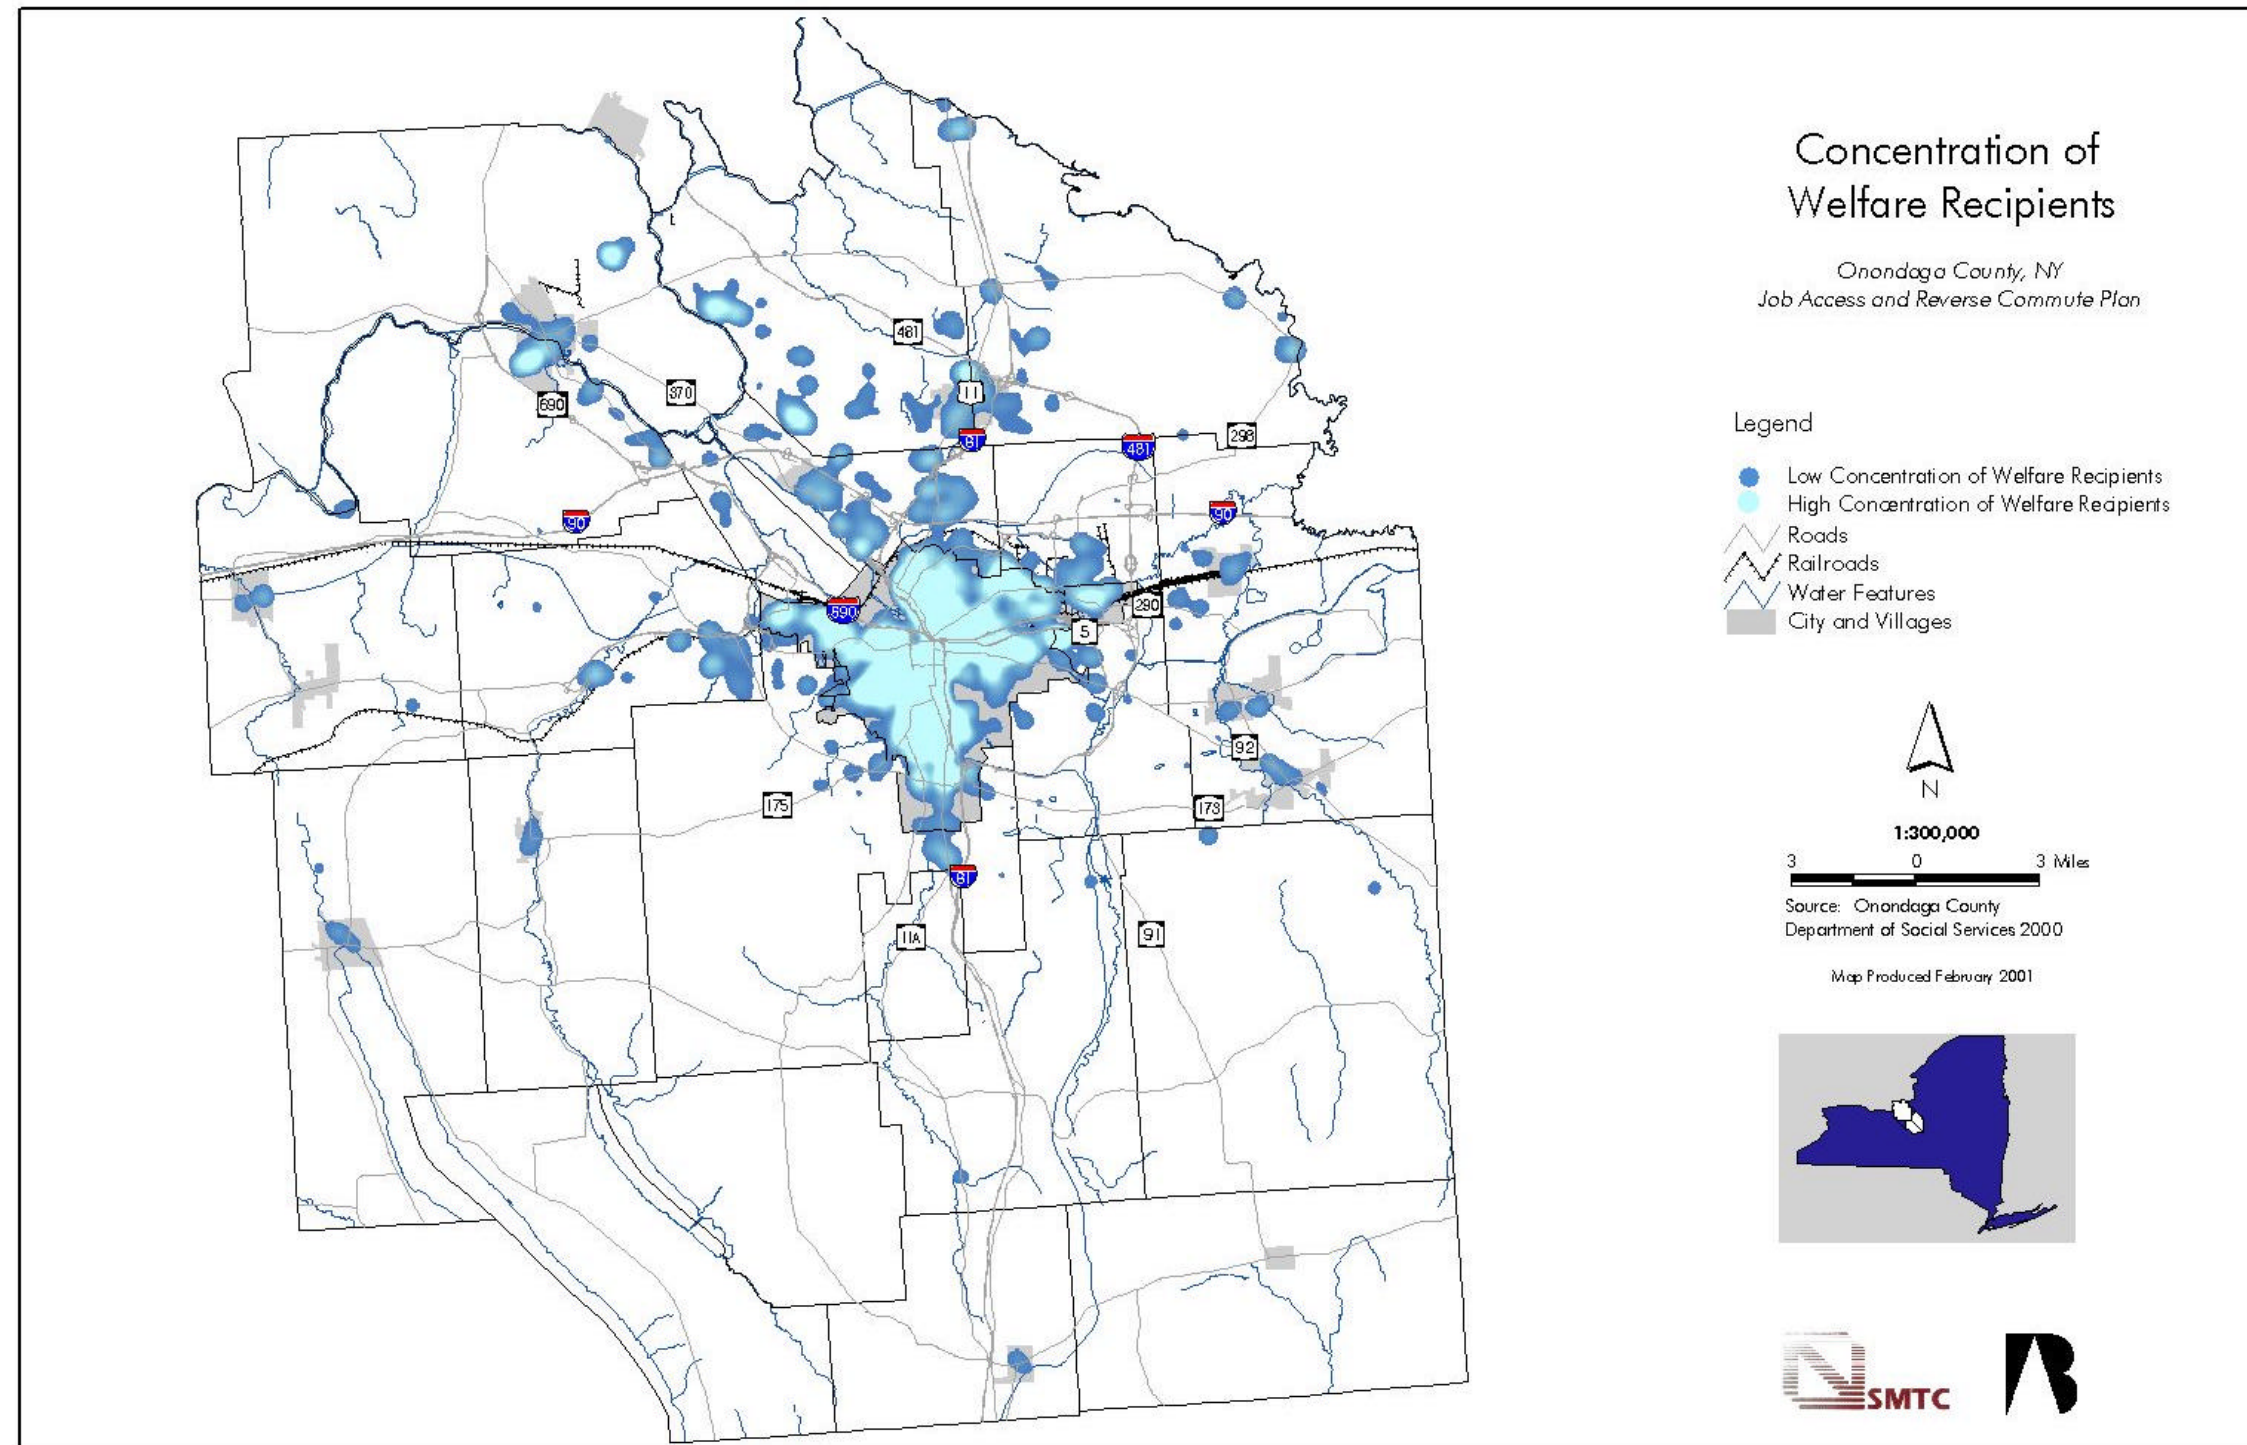 Concentration of
Welfare Recipients
Onondaga County, NY
Job Access and Reverse Commute Plan
Legend
Low Concentration of Welfare Recipients
High Concentration of Welfare Recipients
Roads
Railroads
Water Features
City and Villages
N
1:300,000
3 0 3 Miles
Source: Onondaga County
Department of Social Services 2000
Map Produced February 2001
SMTC
481
11
370
690
81
481
298
90
90
690
290
5
92
175
173
81
11A
91